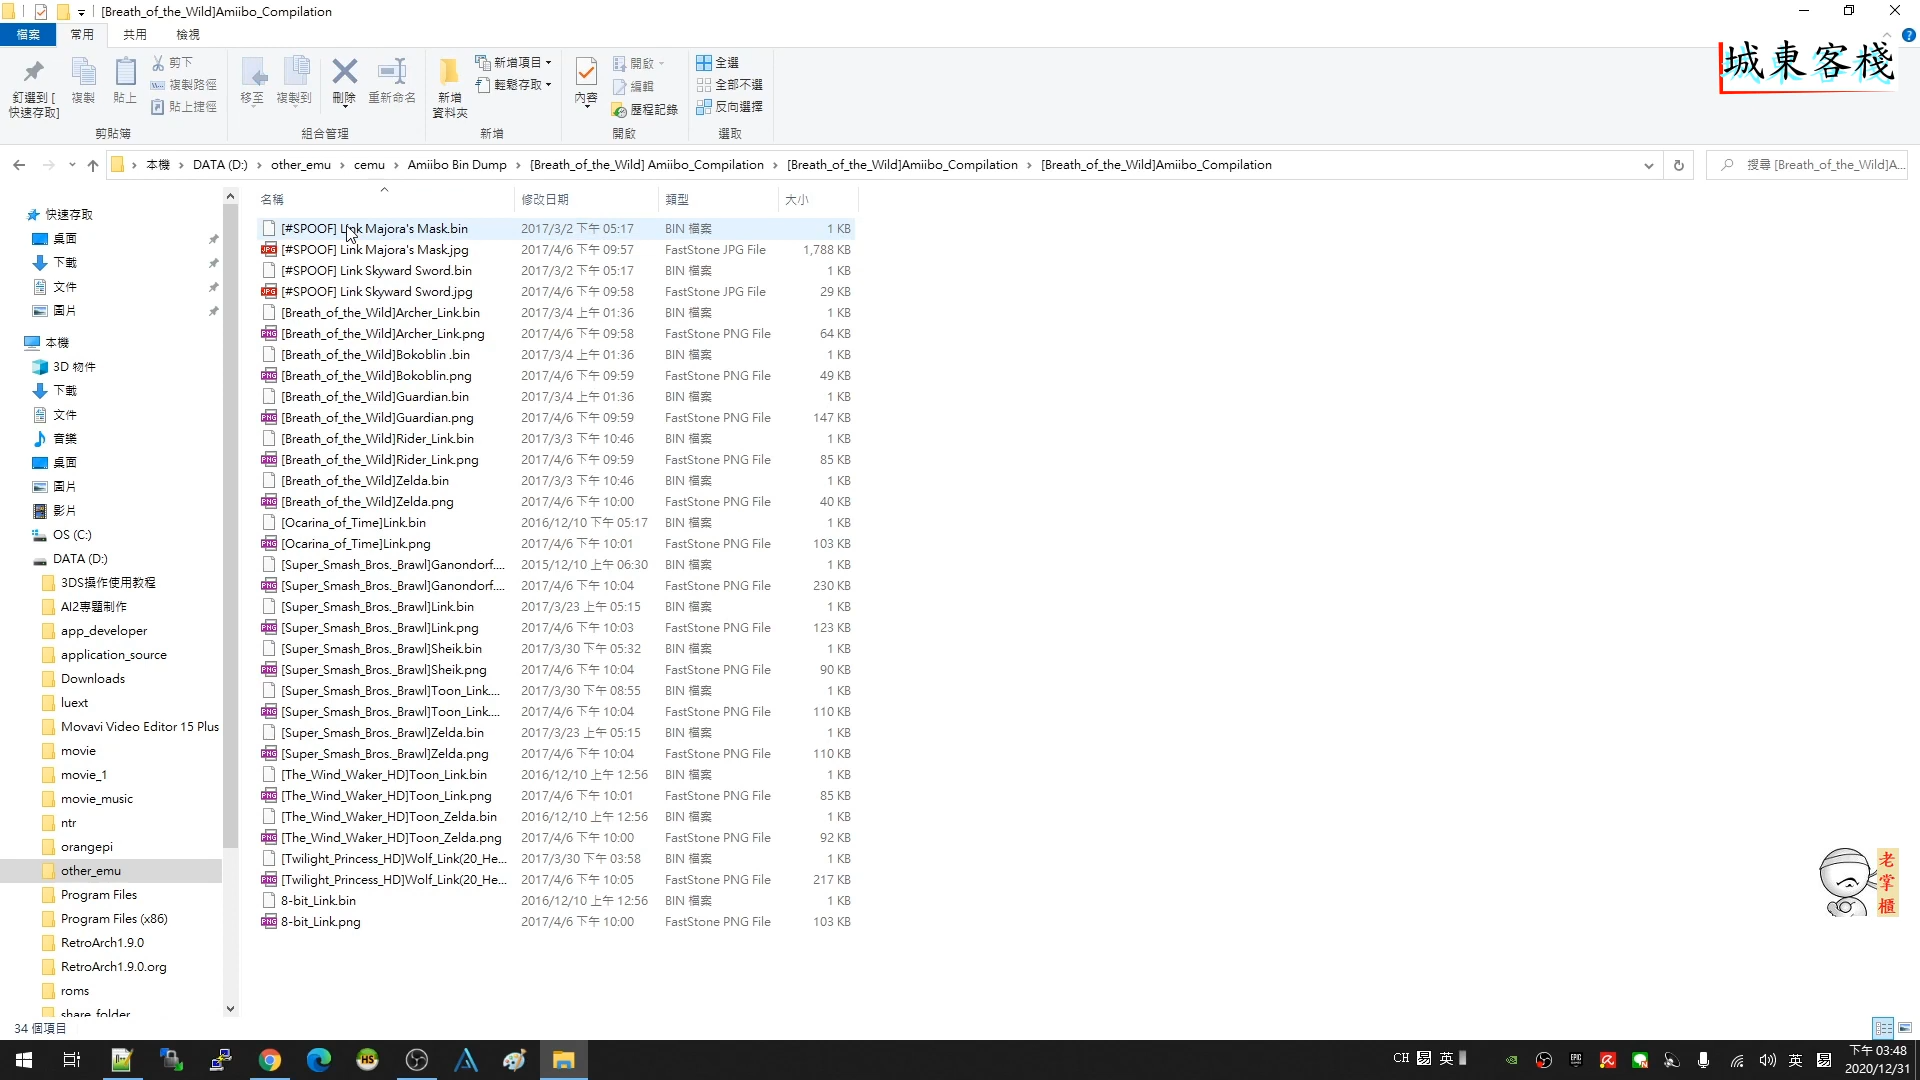 [Breath_of_the_Wild]Amiibo_Compilation
檔案 常用 共用 檢視
釘選到 [快速存取]
複製
貼上
剪下
複製路徑
貼上捷徑
剪貼簿
移至
複製到
刪除
重新命名
組合管理
新增資料夾
新增項目
輕鬆存取
新增
內容
開啟
編輯
歷程記錄
開啟
全選
全部不選
反向選擇
選取
城東客棧
本機 › DATA (D:) › other_emu › cemu › Amiibo Bin Dump › [Breath_of_the_Wild] Amiibo_Compilation › [Breath_of_the_Wild]Amiibo_Compilation › [Breath_of_the_Wild]Amiibo_Compilation
搜尋 [Breath_of_the_Wild]A...
快速存取
桌面
下載
文件
圖片
本機
3D 物件
下載
文件
音樂
桌面
圖片
影片
OS (C:)
DATA (D:)
3DS操作使用教程
AI2專題制作
app_developer
application_source
Downloads
luext
Movavi Video Editor 15 Plus
movie
movie_1
movie_music
ntr
orangepi
other_emu
Program Files
Program Files (x86)
RetroArch1.9.0
RetroArch1.9.0.org
roms
share_folder
名稱 修改日期 類型 大小
[#SPOOF] Link Majora's Mask.bin 2017/3/2 下午 05:17 BIN 檔案 1 KB
[#SPOOF] Link Majora's Mask.jpg 2017/4/6 下午 09:57 FastStone JPG File 1,788 KB
[#SPOOF] Link Skyward Sword.bin 2017/3/2 下午 05:17 BIN 檔案 1 KB
[#SPOOF] Link Skyward Sword.jpg 2017/4/6 下午 09:58 FastStone JPG File 29 KB
[Breath_of_the_Wild]Archer_Link.bin 2017/3/4 上午 01:36 BIN 檔案 1 KB
[Breath_of_the_Wild]Archer_Link.png 2017/4/6 下午 09:58 FastStone PNG File 64 KB
[Breath_of_the_Wild]Bokoblin .bin 2017/3/4 上午 01:36 BIN 檔案 1 KB
[Breath_of_the_Wild]Bokoblin.png 2017/4/6 下午 09:59 FastStone PNG File 49 KB
[Breath_of_the_Wild]Guardian.bin 2017/3/4 上午 01:36 BIN 檔案 1 KB
[Breath_of_the_Wild]Guardian.png 2017/4/6 下午 09:59 FastStone PNG File 147 KB
[Breath_of_the_Wild]Rider_Link.bin 2017/3/3 下午 10:46 BIN 檔案 1 KB
[Breath_of_the_Wild]Rider_Link.png 2017/4/6 下午 09:59 FastStone PNG File 85 KB
[Breath_of_the_Wild]Zelda.bin 2017/3/3 下午 10:46 BIN 檔案 1 KB
[Breath_of_the_Wild]Zelda.png 2017/4/6 下午 10:00 FastStone PNG File 40 KB
[Ocarina_of_Time]Link.bin 2016/12/10 下午 05:17 BIN 檔案 1 KB
[Ocarina_of_Time]Link.png 2017/4/6 下午 10:01 FastStone PNG File 103 KB
[Super_Smash_Bros._Brawl]Ganondorf.... 2015/12/10 上午 06:30 BIN 檔案 1 KB
[Super_Smash_Bros._Brawl]Ganondorf.... 2017/4/6 下午 10:04 FastStone PNG File 230 KB
[Super_Smash_Bros._Brawl]Link.bin 2017/3/23 上午 05:15 BIN 檔案 1 KB
[Super_Smash_Bros._Brawl]Link.png 2017/4/6 下午 10:03 FastStone PNG File 123 KB
[Super_Smash_Bros._Brawl]Sheik.bin 2017/3/30 下午 05:32 BIN 檔案 1 KB
[Super_Smash_Bros._Brawl]Sheik.png 2017/4/6 下午 10:04 FastStone PNG File 90 KB
[Super_Smash_Bros._Brawl]Toon_Link.... 2017/3/30 下午 08:55 BIN 檔案 1 KB
[Super_Smash_Bros._Brawl]Toon_Link.... 2017/4/6 下午 10:04 FastStone PNG File 110 KB
[Super_Smash_Bros._Brawl]Zelda.bin 2017/3/23 上午 05:15 BIN 檔案 1 KB
[Super_Smash_Bros._Brawl]Zelda.png 2017/4/6 下午 10:04 FastStone PNG File 110 KB
[The_Wind_Waker_HD]Toon_Link.bin 2016/12/10 上午 12:56 BIN 檔案 1 KB
[The_Wind_Waker_HD]Toon_Link.png 2017/4/6 下午 10:01 FastStone PNG File 85 KB
[The_Wind_Waker_HD]Toon_Zelda.bin 2016/12/10 上午 12:56 BIN 檔案 1 KB
[The_Wind_Waker_HD]Toon_Zelda.png 2017/4/6 下午 10:00 FastStone PNG File 92 KB
[Twilight_Princess_HD]Wolf_Link(20_He... 2017/3/30 下午 03:58 BIN 檔案 1 KB
[Twilight_Princess_HD]Wolf_Link(20_He... 2017/4/6 下午 10:05 FastStone PNG File 217 KB
8-bit_Link.bin 2016/12/10 上午 12:56 BIN 檔案 1 KB
8-bit_Link.png 2017/4/6 下午 10:00 FastStone PNG File 103 KB
老掌櫃
34 個項目
CH 英
英
下午 03:48
2020/12/31